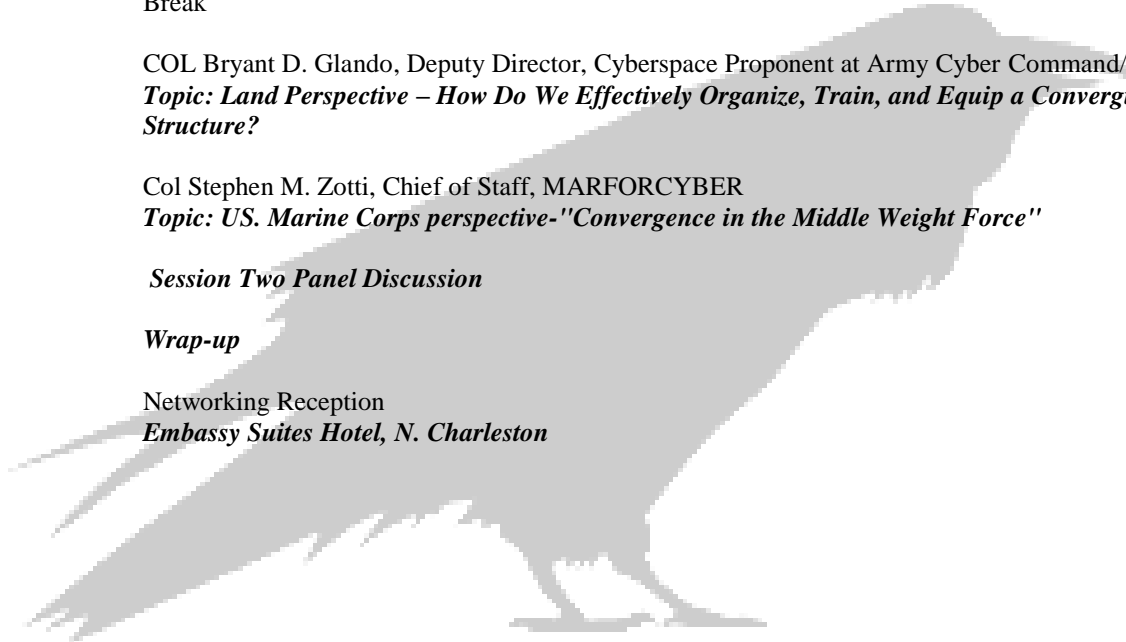 Break
COL Bryant D. Glando, Deputy Director, Cyberspace Proponent at Army Cyber Command/
Topic: Land Perspective – How Do We Effectively Organize, Train, and Equip a
Structure?
Col Stephen M. Zotti, Chief of Staff, MARFORCYBER
Topic: US. Marine Corps perspective-"Convergence in the Middle Weight Force"
Session Two Panel Discussion
Wrap-up
Networking Reception
Embassy Suites Hotel, N. Charleston